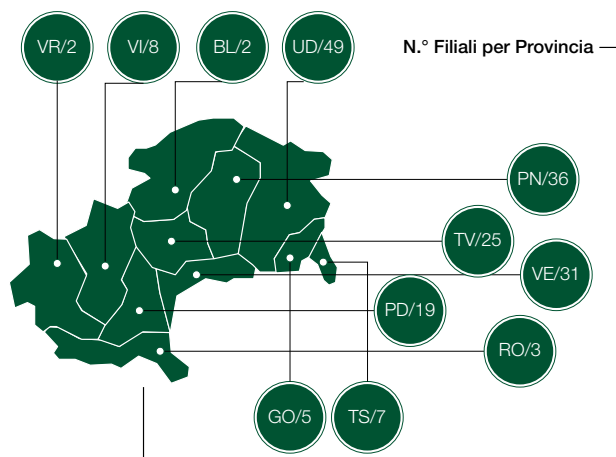 VR/2
VI/8
BL/2
UD/49
N.° Filiali per Provincia
PN/36
TV/25
VE/31
PD/19
RO/3
GO/5
TS/7